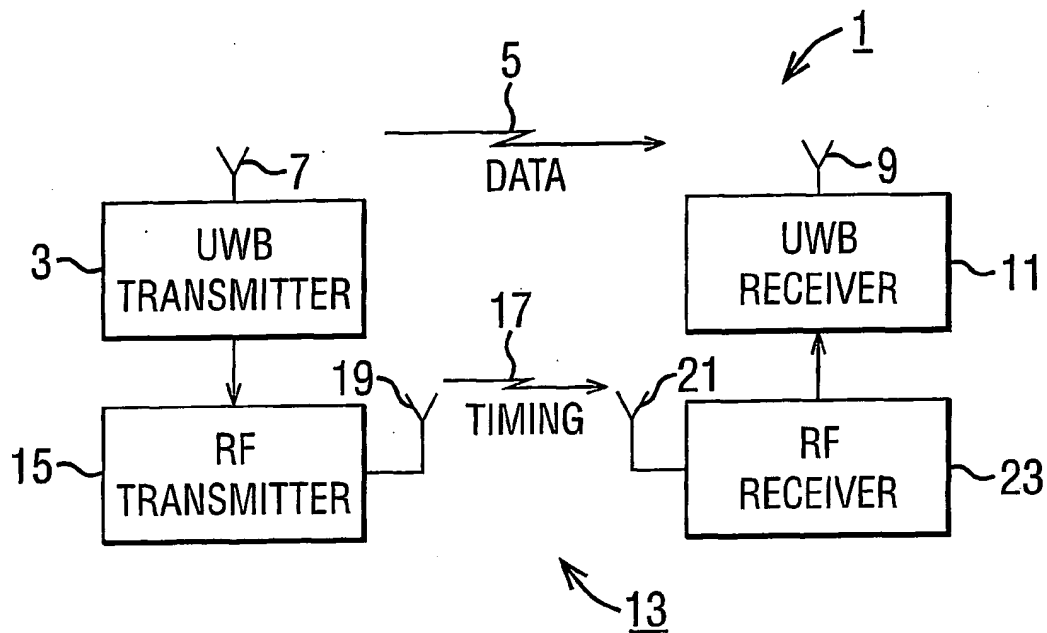 1
5
DATA
7
9
UWB
TRANSMITTER
3
UWB
RECEIVER
11
17
TIMING
19
21
RF
TRANSMITTER
15
RF
RECEIVER
23
13